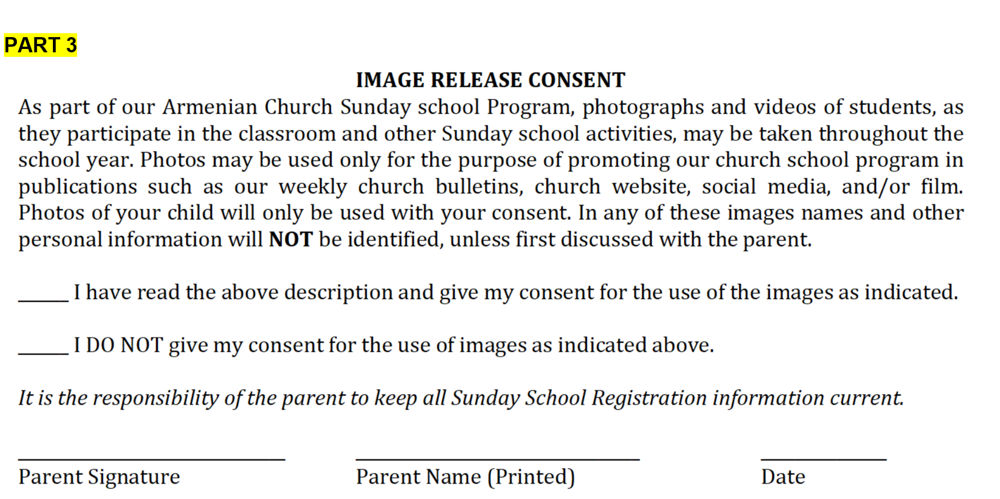 PART 3
IMAGE RELEASE CONSENT
As part of our Armenian Church Sunday school Program, photographs and videos of students, as
they participate in the classroom and other Sunday school activities, may be taken throughout the
school year. Photos may be used only for the purpose of promoting our church school program in
publications such as our weekly church bulletins, church website, social media, and/or film.
Photos of your child will only be used with your consent. In any of these images names and other
personal information will NOT be identified, unless first discussed with the parent.
_____ I have read the above description and give my consent for the use of the images as indicated.
_____ I DO NOT give my consent for the use of images as indicated above.
It is the responsibility of the parent to keep all Sunday School Registration information current.
Parent Signature Parent Name (Printed) Date